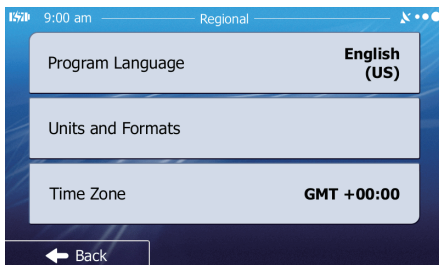 9:00 am
Regional
Program Language
English
(US)
Units and Formats
Time Zone
GMT +00:00
Back